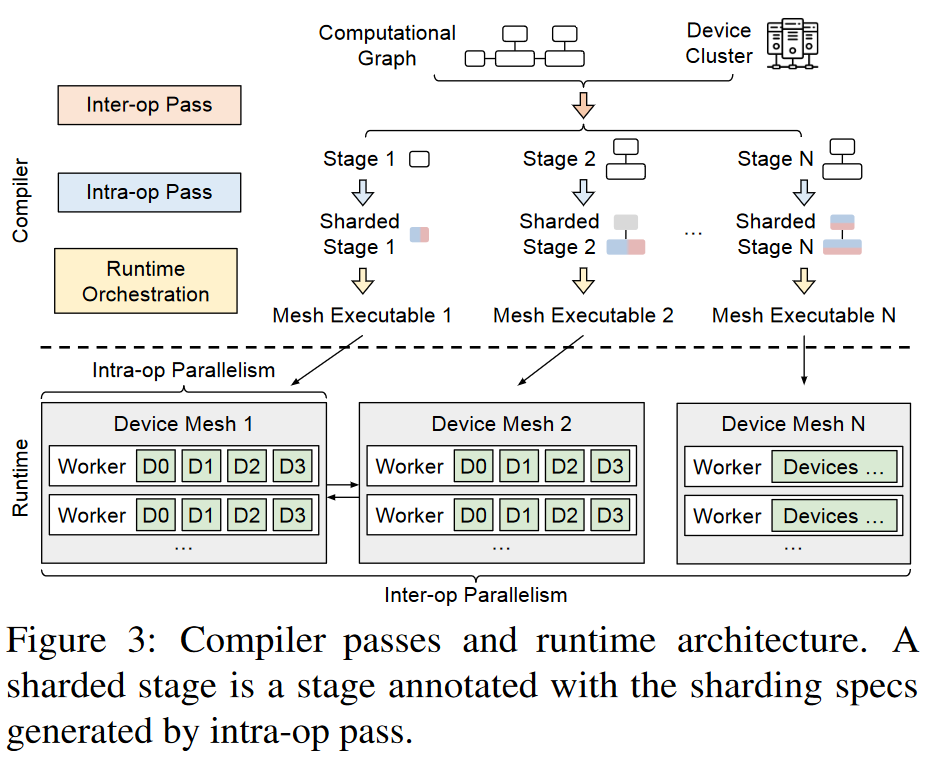 Computational
Graph
Device
Cluster
Compiler
Inter-op Pass
Intra-op Pass
Runtime
Orchestration
Stage 1
Stage 2
Stage N
Sharded
Stage 1
Sharded
Stage 2
...
Sharded
Stage N
Mesh Executable 1
Mesh Executable 2
Mesh Executable N
Runtime
Intra-op Parallelism
Device Mesh 1
Worker D0 D1 D2 D3
Worker D0 D1 D2 D3
...
Device Mesh 2
Worker D0 D1 D2 D3
Worker D0 D1 D2 D3
...
Device Mesh N
Worker Devices ...
Worker Devices ...
...
Inter-op Parallelism
Figure 3: Compiler passes and runtime architecture. A
sharded stage is a stage annotated with the sharding specs
generated by intra-op pass.